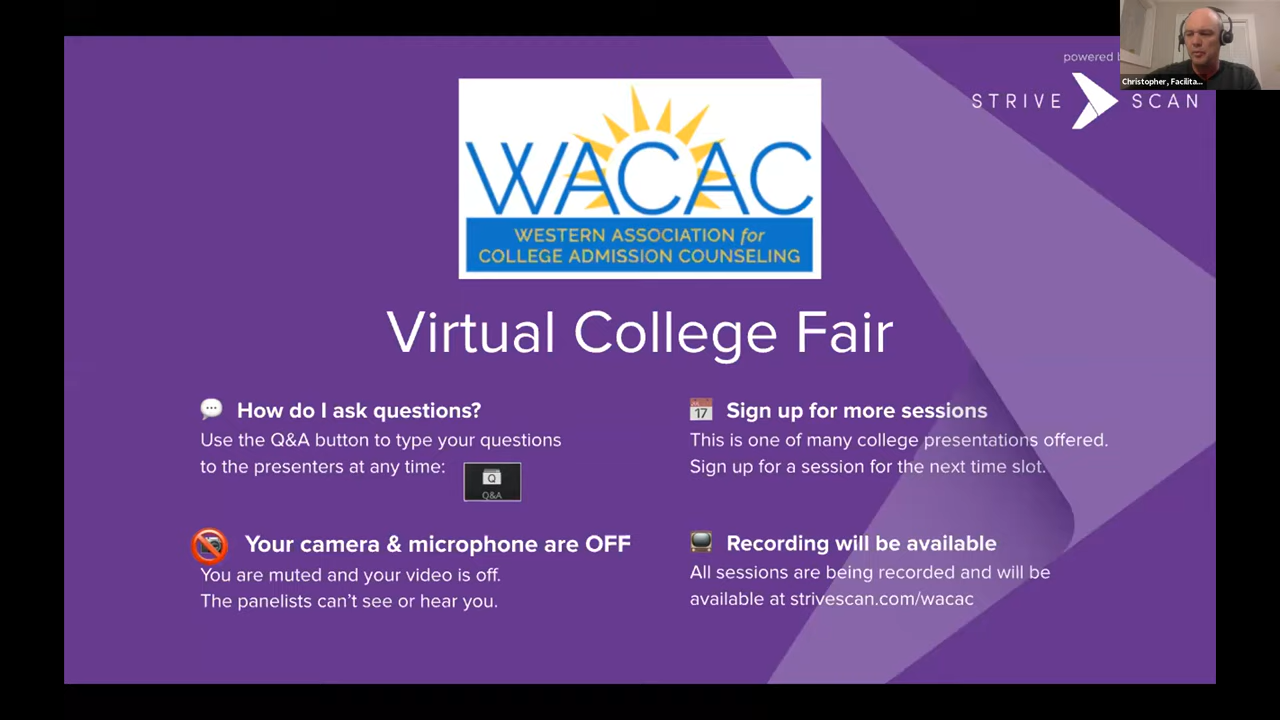 powered
Christopher, Facilita...
STRIVE SCAN
WACAC
WESTERN ASSOCIATION for
COLLEGE ADMISSION COUNSELING
Virtual College Fair
How do I ask questions?
Use the Q&A button to type your questions
to the presenters at any time:
Q
Q&A
Sign up for more sessions
17
This is one of many college presentations offered.
Sign up for a session for the next time slot.
Your camera & microphone are OFF
You are muted and your video is off.
The panelists can't see or hear you.
Recording will be available
All sessions are being recorded and will be
available at strivescan.com/wacac